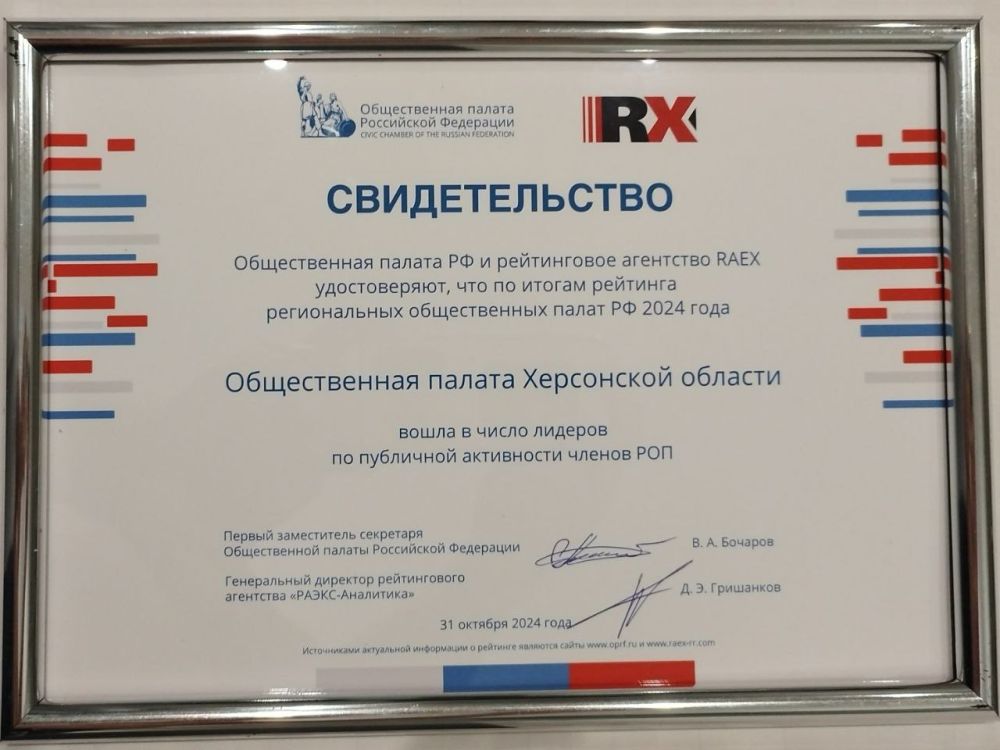 Общественная палата
Российской Федерации
CIVIC CHAMBER OF THE RUSSIAN FEDERATION
RX
СВИДЕТЕЛЬСТВО
Общественная палата РФ и рейтинговое агентство RAEX
удостоверяют, что по итогам рейтинга
региональных общественных палат РФ 2024 года
Общественная палата Херсонской области
вошла в число лидеров
по публичной активности членов РОП
Первый заместитель секретаря
Общественной палаты Российской Федерации
В. А. Бочаров
Генеральный директор рейтингового
агентства «РАЭКС-Аналитика»
Д. Э. Гришанков
31 октября 2024 года
Источниками актуальной информации о рейтинге являются сайты www.oprf.ru и www.raex-rr.com